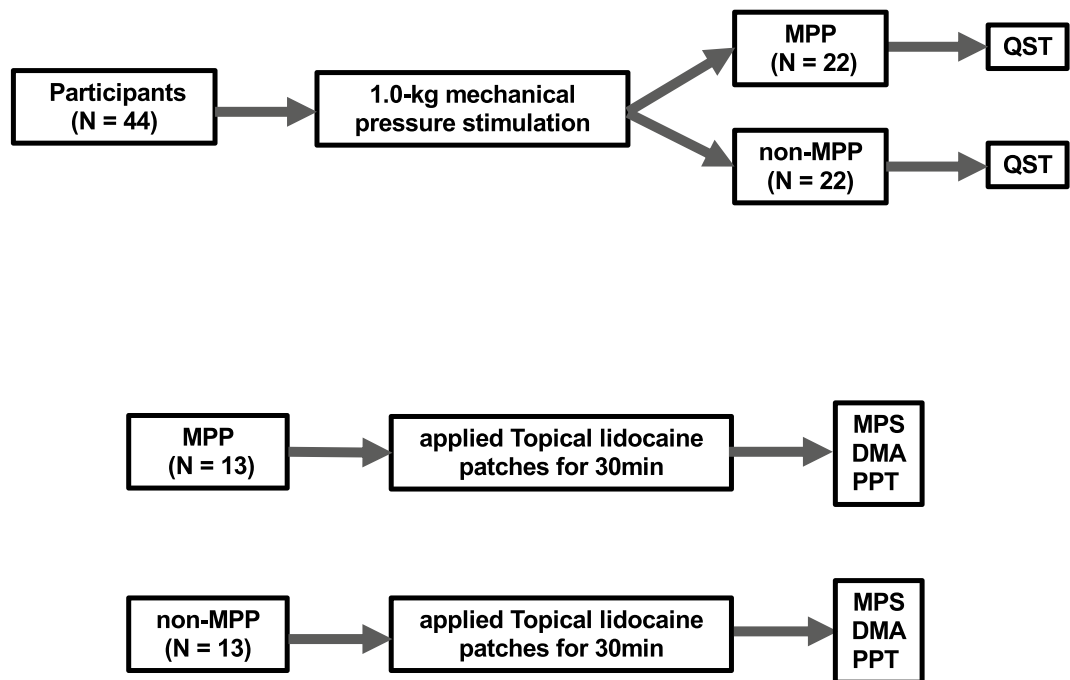 Participants
(N = 44)
1.0-kg mechanical
pressure stimulation
MPP
(N = 22)
QST
non-MPP
(N = 22)
QST
MPP
(N = 13)
applied Topical lidocaine
patches for 30min
MPS
DMA
PPT
non-MPP
(N = 13)
applied Topical lidocaine
patches for 30min
MPS
DMA
PPT